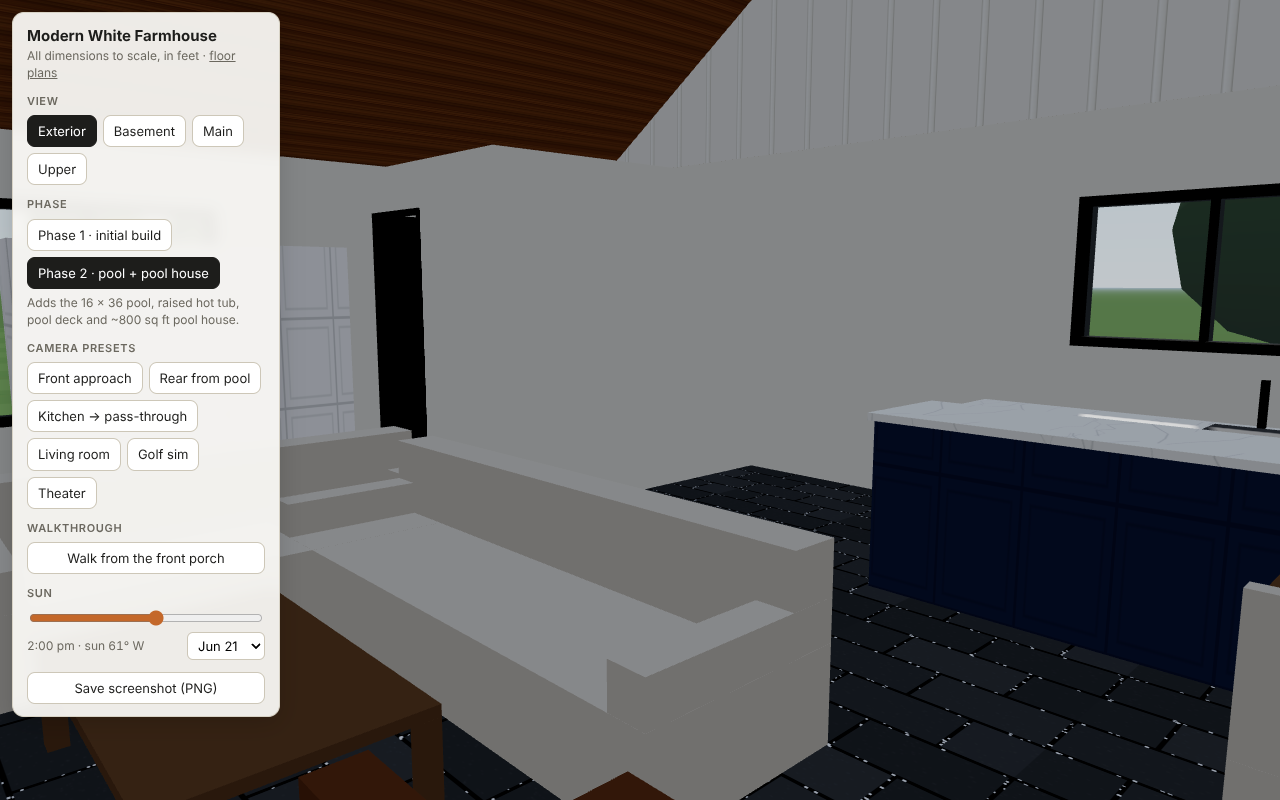 Modern White Farmhouse
All dimensions to scale, in feet · floor
plans
VIEW
Exterior
Basement
Main
Upper
PHASE
Phase 1 · initial build
Phase 2 · pool + pool house
Adds the 16 × 36 pool, raised hot tub,
pool deck and ~800 sq ft pool house.
CAMERA PRESETS
Front approach
Rear from pool
Kitchen → pass-through
Living room
Golf sim
Theater
WALKTHROUGH
Walk from the front porch
SUN
2:00 pm · sun 61° W
Jun 21
Save screenshot (PNG)